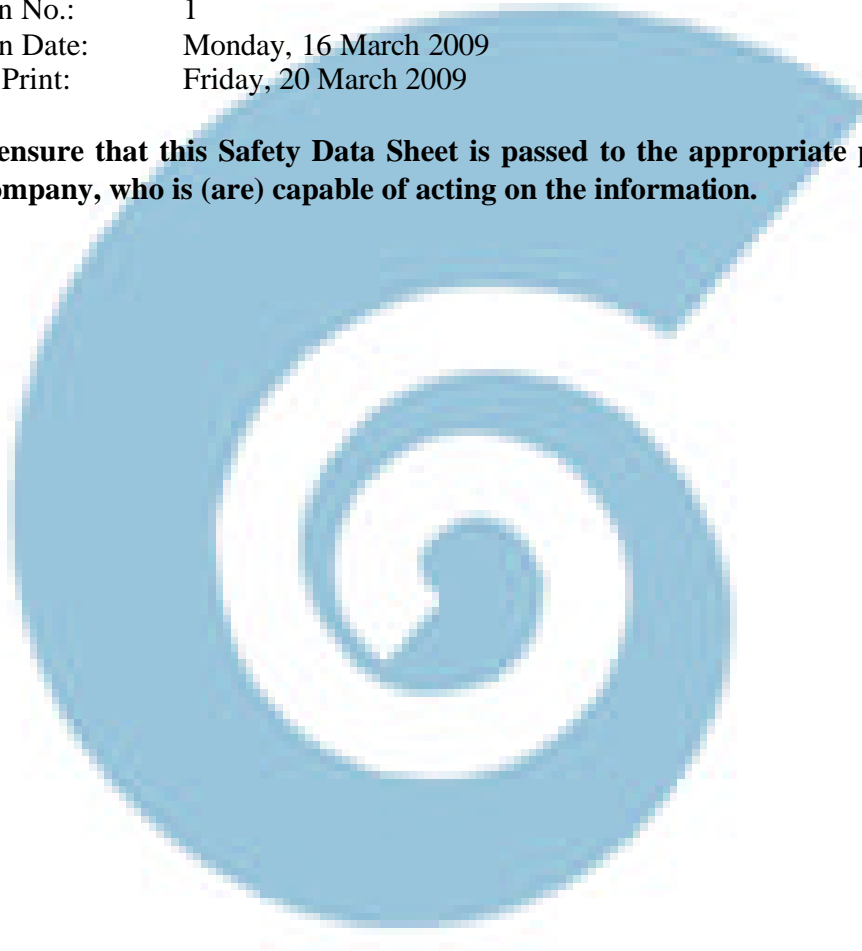 n No.: 1
n Date: Monday, 16 March 2009
Print: Friday, 20 March 2009
ensure that this Safety Data Sheet is passed to the appropriate p
ompany, who is (are) capable of acting on the information.